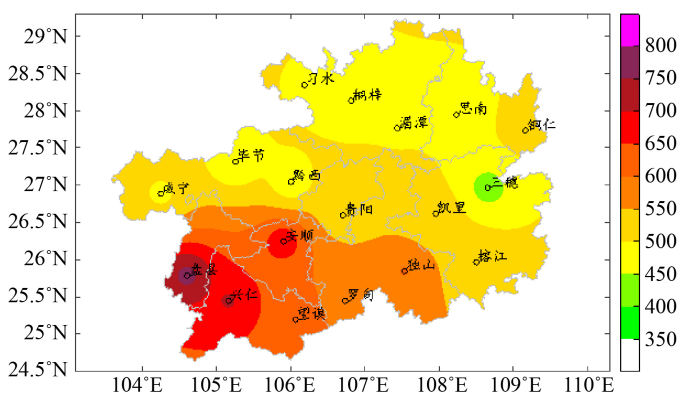 29°N
28.5°N
28°N
27.5°N
27°N
26.5°N
26°N
25.5°N
25°N
24.5°N
104°E 105°E 106°E 107°E 108°E 109°E 110°E
800
750
700
650
600
550
500
450
400
350
习水
桐梓
思南
湄潭
铜仁
毕节
黔西
三穗
威宁
贵阳
凯里
安顺
榕江
盘县
独山
兴仁
罗甸
望谟